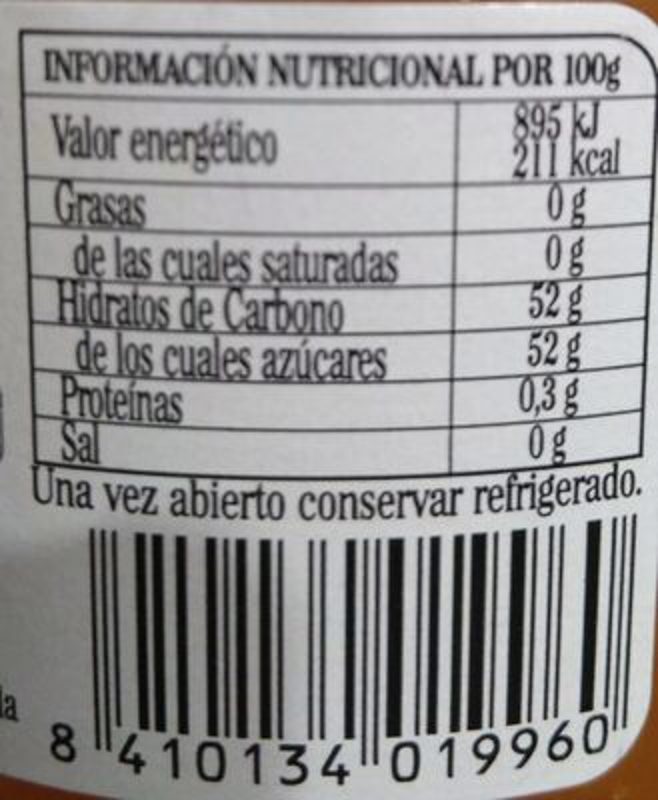 INFORMACIÓN NUTRICIONAL POR 100g
Valor energético 895 kJ
211 kcal
Grasas 0 g
de las cuales saturadas 0 g
Hidratos de Carbono 52 g
de los cuales azúcares 52 g
Proteínas 0,3 g
Sal 0 g
Una vez abierto conservar refrigerado.
la
8 410134 019960